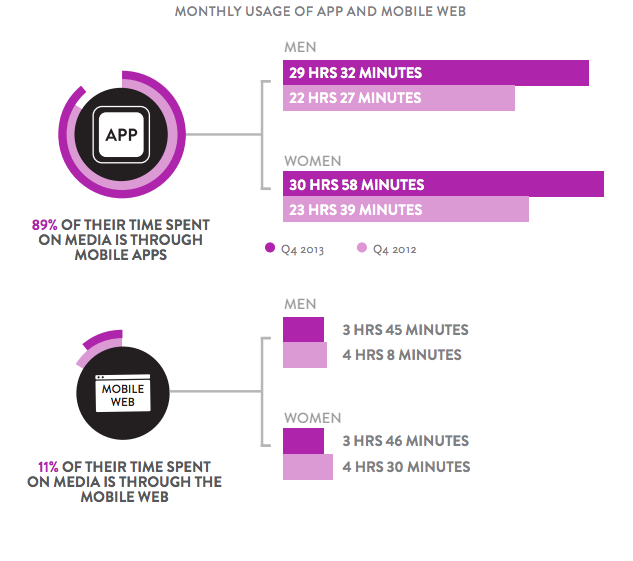 MONTHLY USAGE OF APP AND MOBILE WEB
APP
89% OF THEIR TIME SPENT
ON MEDIA IS THROUGH
MOBILE APPS
MEN
29 HRS 32 MINUTES
22 HRS 27 MINUTES
WOMEN
30 HRS 58 MINUTES
23 HRS 39 MINUTES
Q4 2013
Q4 2012
MOBILE
WEB
11% OF THEIR TIME SPENT
ON MEDIA IS THROUGH THE
MOBILE WEB
MEN
3 HRS 45 MINUTES
4 HRS 8 MINUTES
WOMEN
3 HRS 46 MINUTES
4 HRS 30 MINUTES